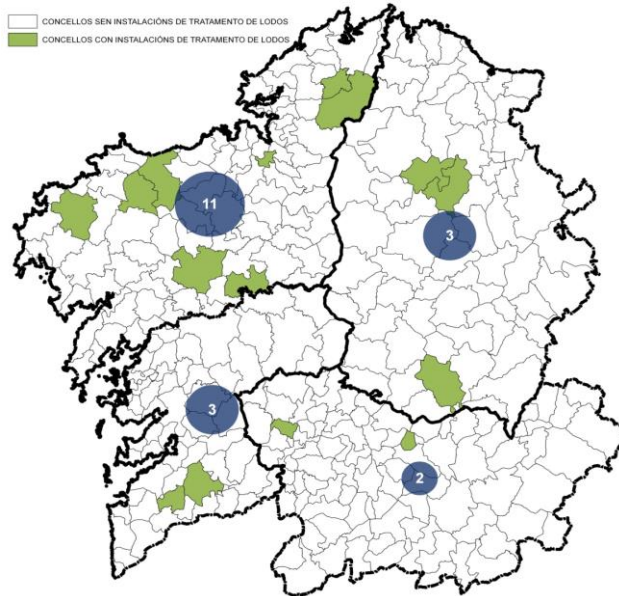 CONCELLOS SEN INSTALACIÓNS DE TRATAMENTO DE LODOS
CONCELLOS CON INSTALACIÓNS DE TRATAMENTO DE LODOS
11
3
3
2